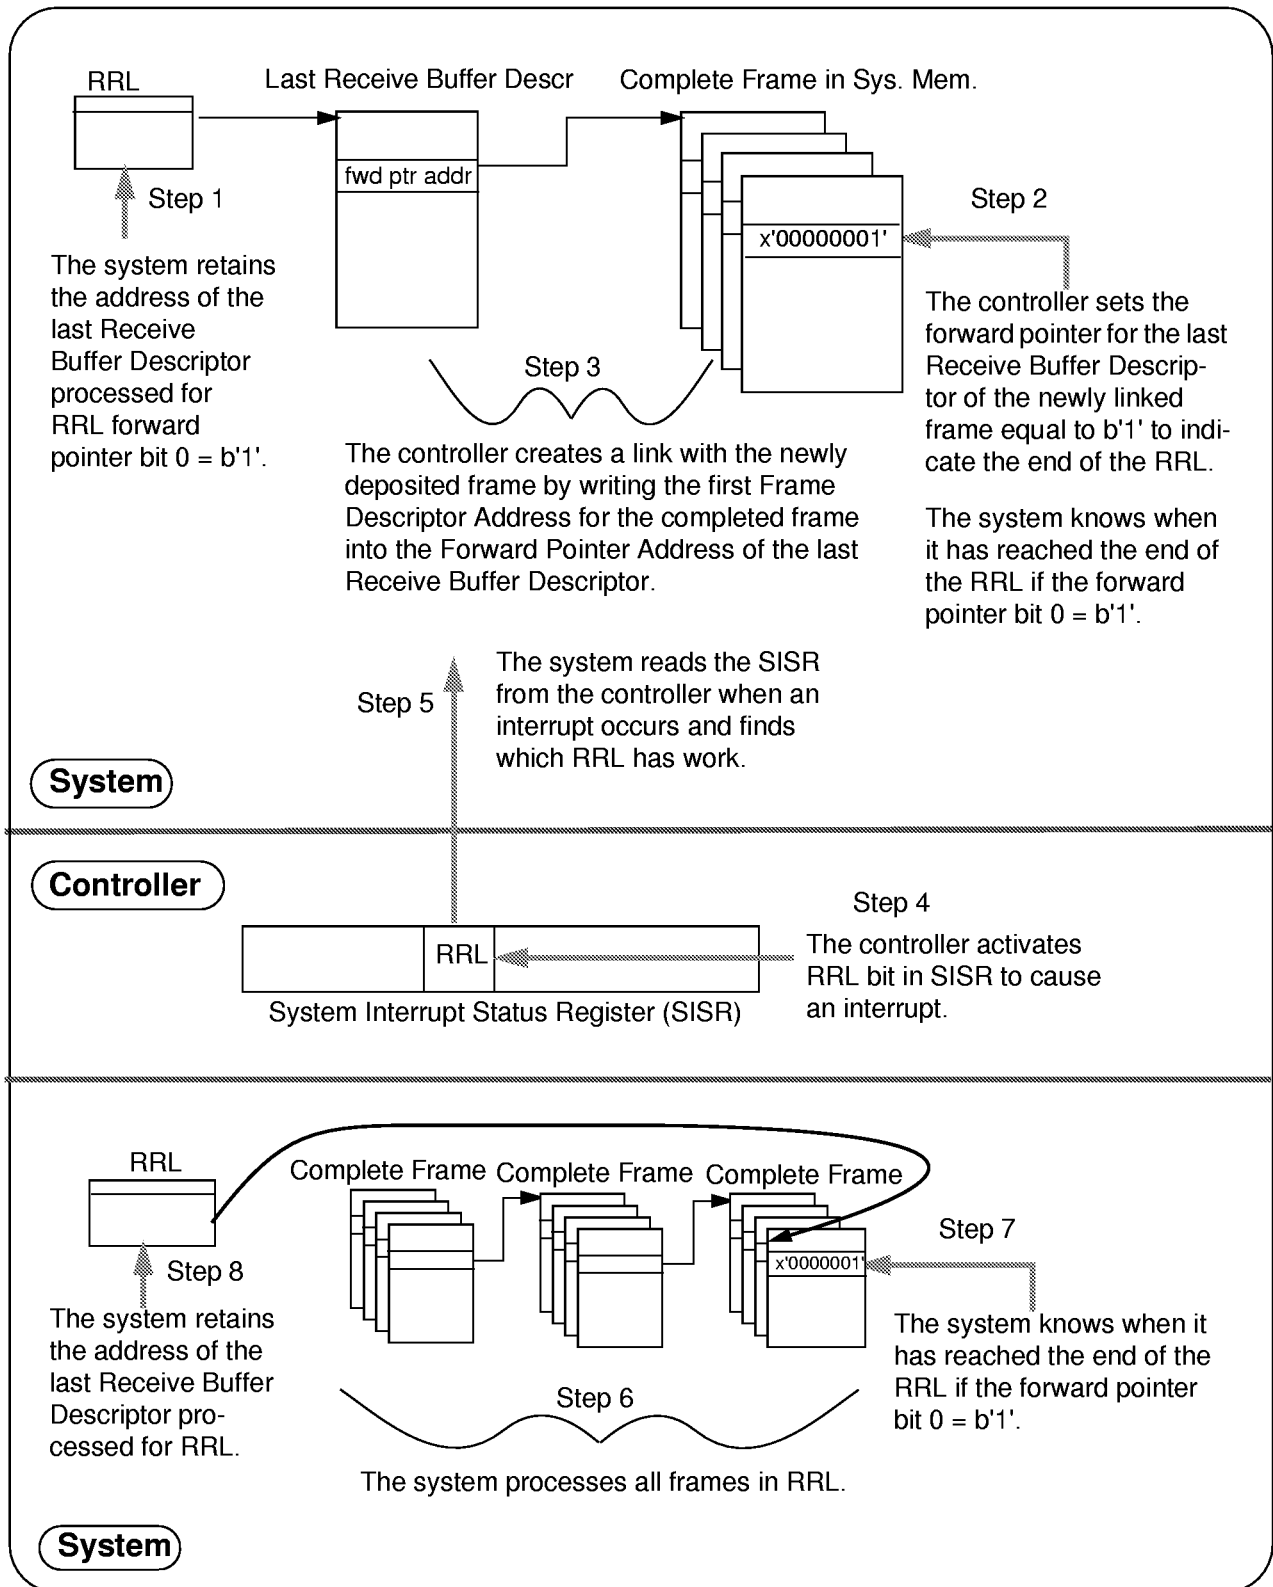 RRL
Last Receive Buffer Descr
Complete Frame in Sys. Mem.
fwd ptr addr
Step 1
Step 2
x'00000001'
The system retains
the address of the
last Receive
Buffer Descriptor
processed for
RRL forward
pointer bit 0 = b'1'.
The controller sets the
forward pointer for the last
Receive Buffer Descrip-
tor of the newly linked
frame equal to b'1' to indi-
cate the end of the RRL.
The system knows when
it has reached the end of
the RRL if the forward
pointer bit 0 = b'1'.
Step 3
The controller creates a link with the newly
deposited frame by writing the first Frame
Descriptor Address for the completed frame
into the Forward Pointer Address of the last
Receive Buffer Descriptor.
Step 5
The system reads the SISR
from the controller when an
interrupt occurs and finds
which RRL has work.
System
Controller
Step 4
RRL
The controller activates
RRL bit in SISR to cause
an interrupt.
System Interrupt Status Register (SISR)
RRL
Complete Frame
Complete Frame
Complete Frame
Step 7
x'0000001'
Step 8
The system retains
the address of the
last Receive Buffer
Descriptor pro-
cessed for RRL.
The system knows when it
has reached the end of the
RRL if the forward pointer
bit 0 = b'1'.
Step 6
The system processes all frames in RRL.
System